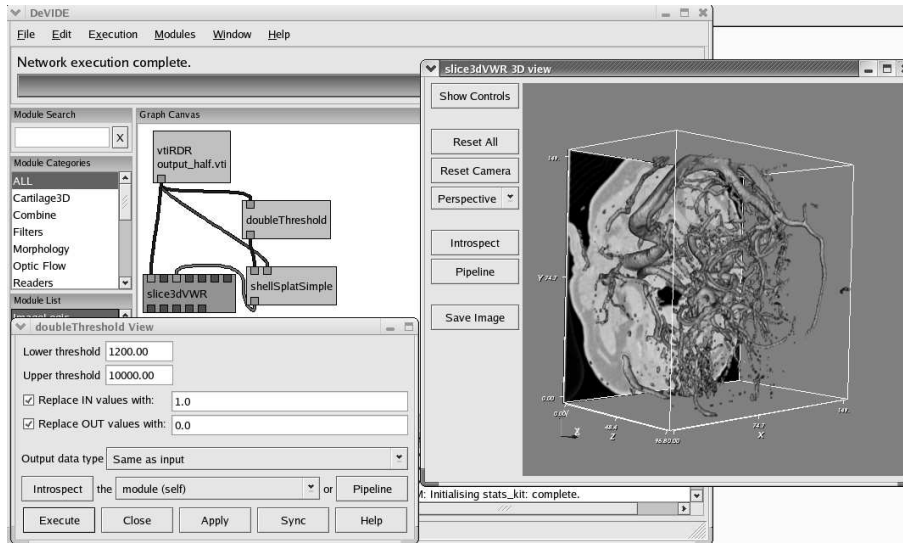 DeVIDE
File Edit Execution Modules Window Help
Network execution complete.
Module Search
X
Module Categories
ALL
Cartilage3D
Combine
Filters
Morphology
Optic Flow
Readers
Module List
Graph Canvas
vtiRDR
output_half.vti
doubleThreshold
shellSplatSimple
slice3dVWR
slice3dVWR 3D view
Show Controls
Reset All
Reset Camera
Perspective
Introspect
Pipeline
Save Image
0.00
Z
X
doubleThreshold View
Lower threshold 1200.00
Upper threshold 10000.00
Replace IN values with: 1.0
Replace OUT values with: 0.0
Output data type Same as input
Introspect the module (self) or Pipeline
Execute Close Apply Sync Help
Initialising stats_kit: complete.